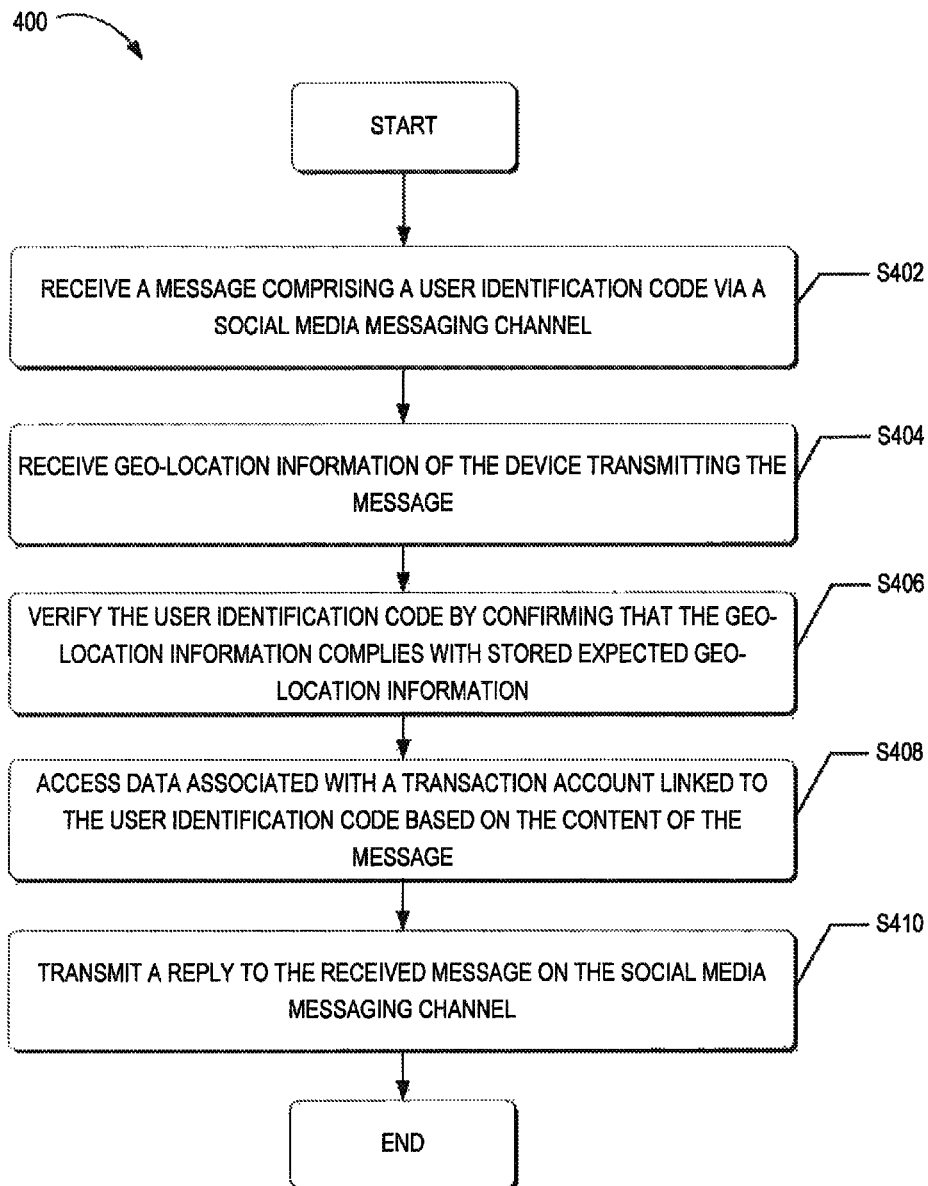 400
START
RECEIVE A MESSAGE COMPRISING A USER IDENTIFICATION CODE VIA A
SOCIAL MEDIA MESSAGING CHANNEL
S402
RECEIVE GEO-LOCATION INFORMATION OF THE DEVICE TRANSMITTING THE
MESSAGE
S404
VERIFY THE USER IDENTIFICATION CODE BY CONFIRMING THAT THE GEO-
LOCATION INFORMATION COMPLIES WITH STORED EXPECTED GEO-
LOCATION INFORMATION
S406
ACCESS DATA ASSOCIATED WITH A TRANSACTION ACCOUNT LINKED TO
THE USER IDENTIFICATION CODE BASED ON THE CONTENT OF THE
MESSAGE
S408
TRANSMIT A REPLY TO THE RECEIVED MESSAGE ON THE SOCIAL MEDIA
MESSAGING CHANNEL
S410
END